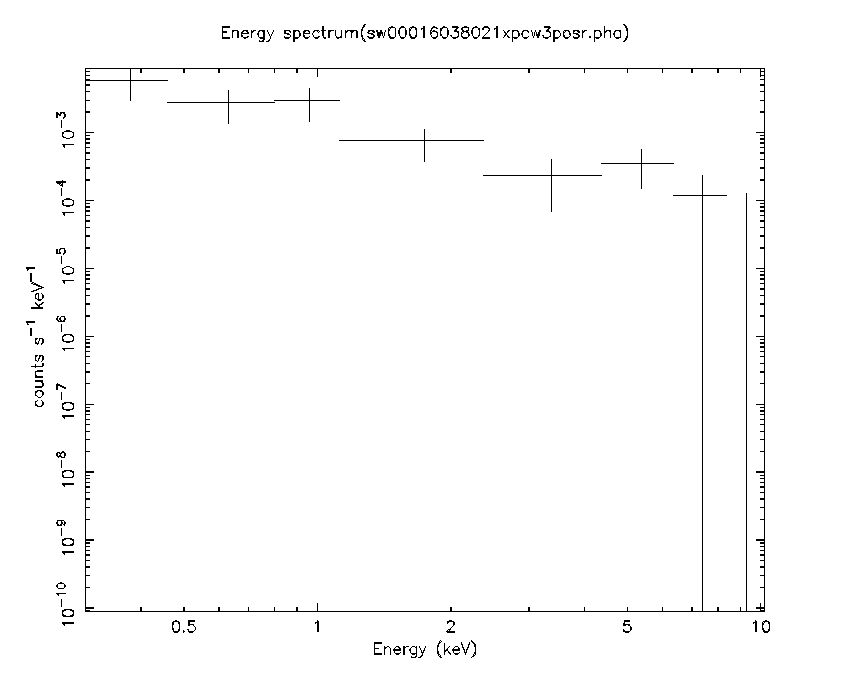 Energy spectrum(sw00016038021xpcw3posr.pha)
10⁻³
10⁻⁴
10⁻⁵
10⁻⁶
10⁻⁷
10⁻⁸
10⁻⁹
10⁻¹⁰
counts s⁻¹ keV⁻¹
0.5 1 2 5 10
Energy (keV)